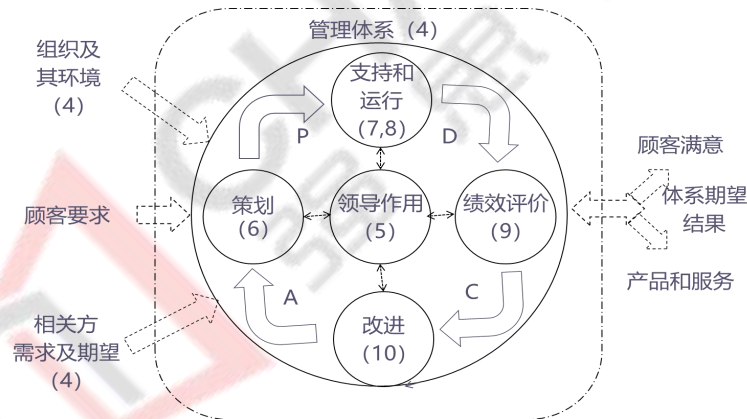 管理体系（4）
组织及
其环境
（4）
支持和
运行
(7,8)
P
D
顾客满意
顾客要求
策划
(6)
领导作用
(5)
绩效评价
(9)
体系期望
结果
产品和服务
A
C
相关方
需求及期望
（4）
改进
(10)